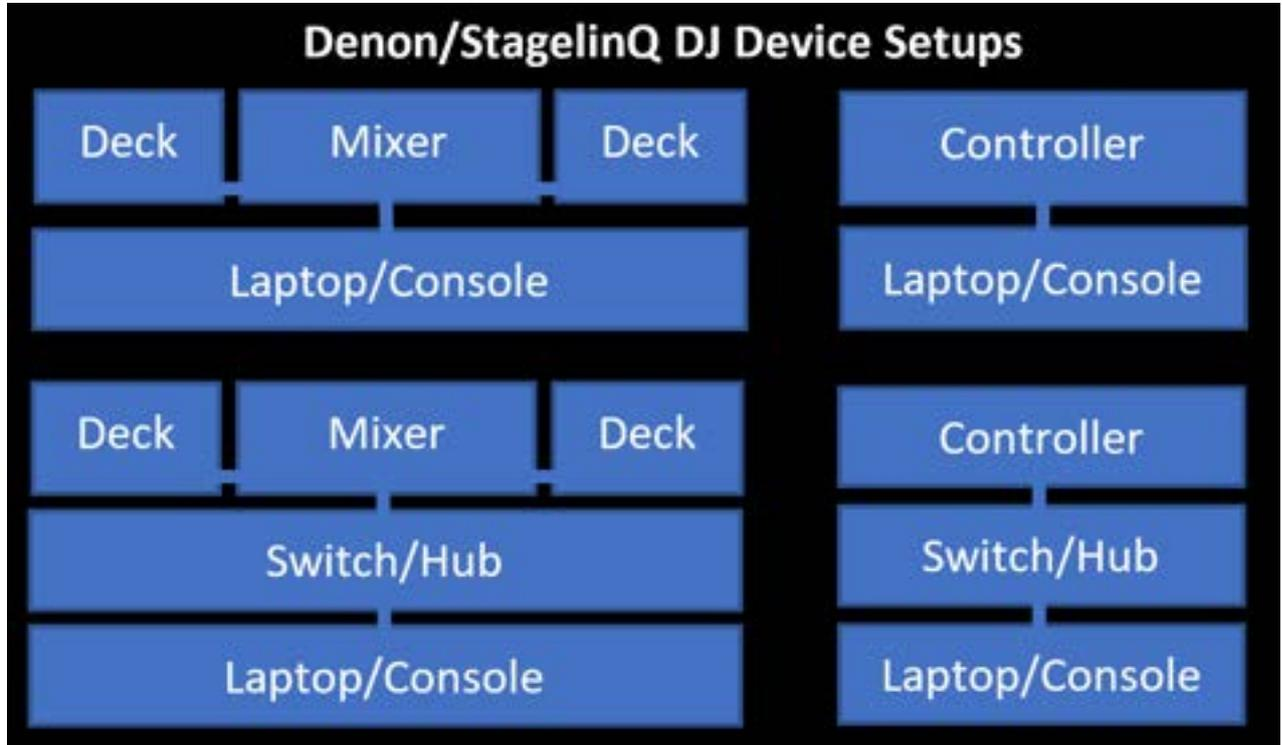 Denon/StagelinQ DJ Device Setups
Deck Mixer Deck
Laptop/Console
Controller
Laptop/Console
Deck Mixer Deck
Switch/Hub
Laptop/Console
Controller
Switch/Hub
Laptop/Console